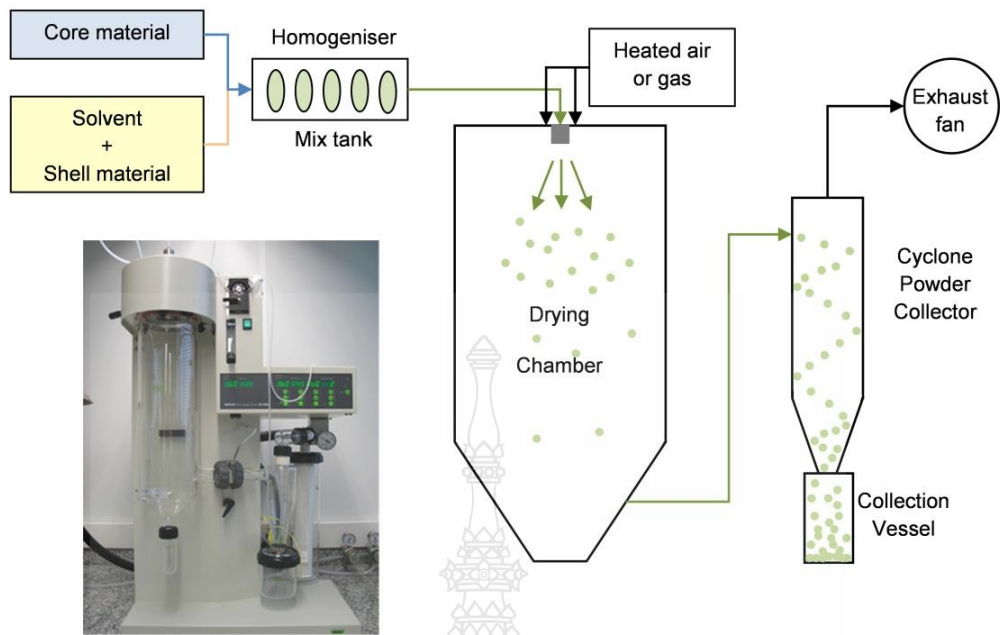 Core material
Solvent
+
Shell material
Homogeniser
Mix tank
Heated air
or gas
Exhaust
fan
Drying
Chamber
Cyclone
Powder
Collector
Collection
Vessel